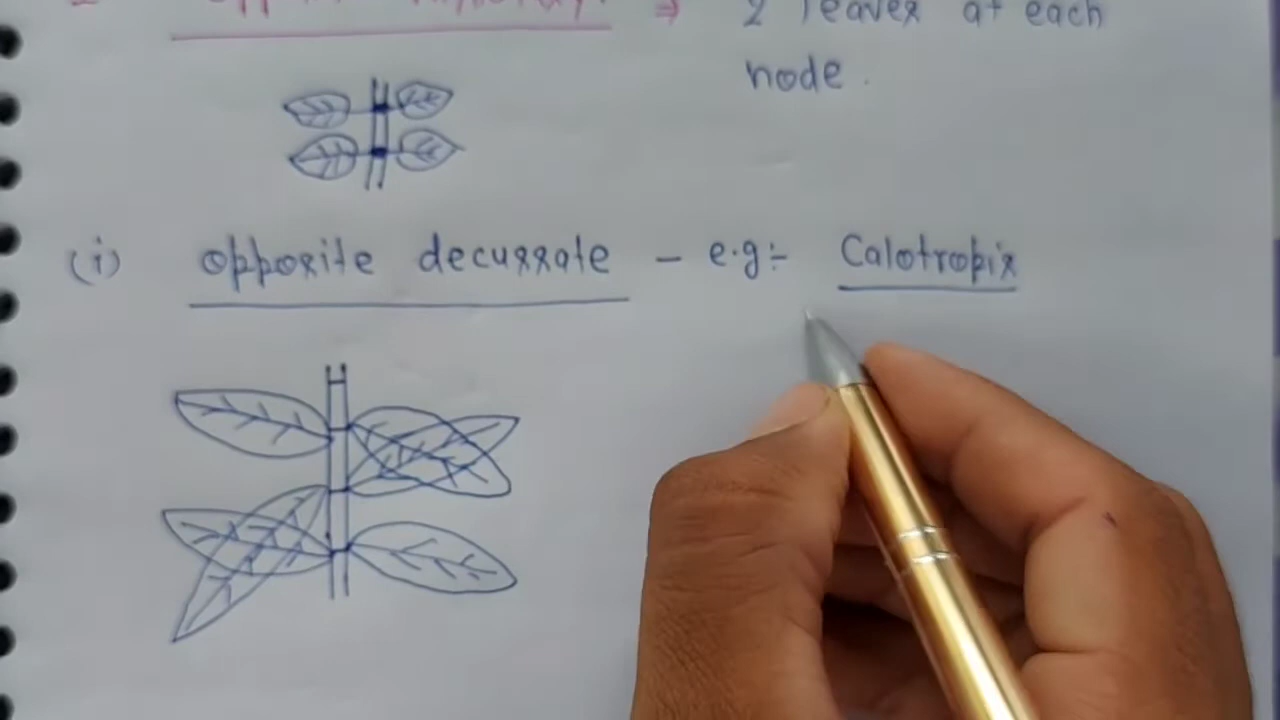 ⇒ 2 leaves at each
node.
(i) opposite decussate – e.g:- Calotropis